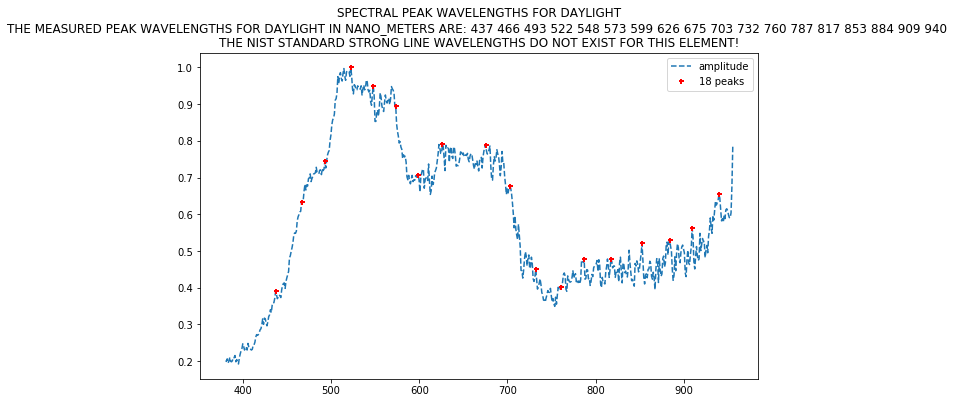 SPECTRAL PEAK WAVELENGTHS FOR DAYLIGHT
THE MEASURED PEAK WAVELENGTHS FOR DAYLIGHT IN NANO_METERS ARE: 437 466 493 522 548 573 599 626 675 703 732 760 787 817 853 884 909 940
THE NIST STANDARD STRONG LINE WAVELENGTHS DO NOT EXIST FOR THIS ELEMENT!
amplitude
18 peaks
1.0
0.9
0.8
0.7
0.6
0.5
0.4
0.3
0.2
400 500 600 700 800 900